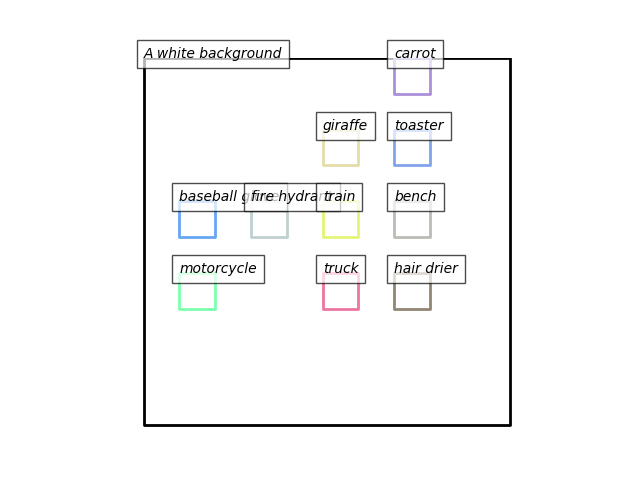 A white background
carrot
giraffe
toaster
baseball glove
fire hydrant
train
bench
motorcycle
truck
hair drier